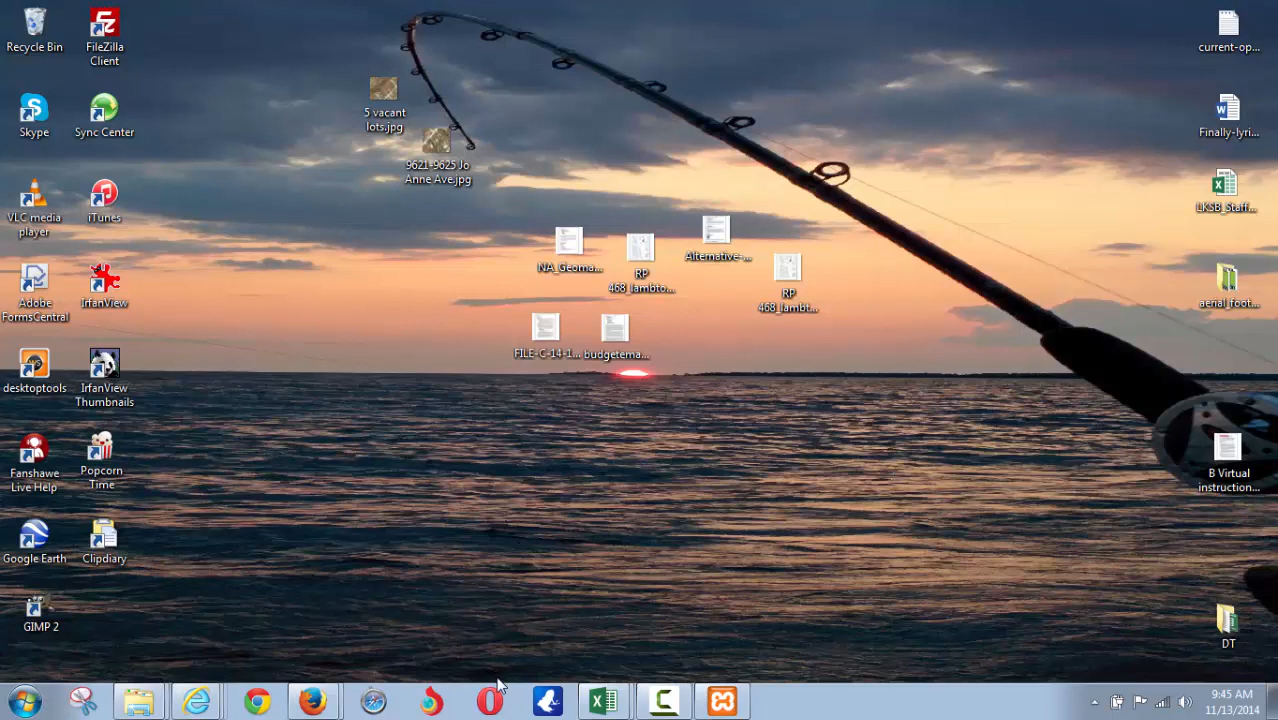 Recycle Bin
FileZilla
Client
Skype
Sync Center
VLC media
player
iTunes
Adobe
FormsCentral
IrfanView
desktoptools
IrfanView
Thumbnails
Fanshawe
Live Help
Popcorn
Time
Google Earth
Clipdiary
GIMP 2
5 vacant
lots.jpg
9621-9625 Jo
Anne Ave.jpg
NA_Geoma...
RP
468_lambto...
Alternative-...
RP
468_lambt...
FILE-C-14-1...
budgetema...
current-op...
Finally-lyri...
LKSB_Staff...
aerial_foot...
B Virtual
instruction...
DT
9:45 AM
11/13/2014